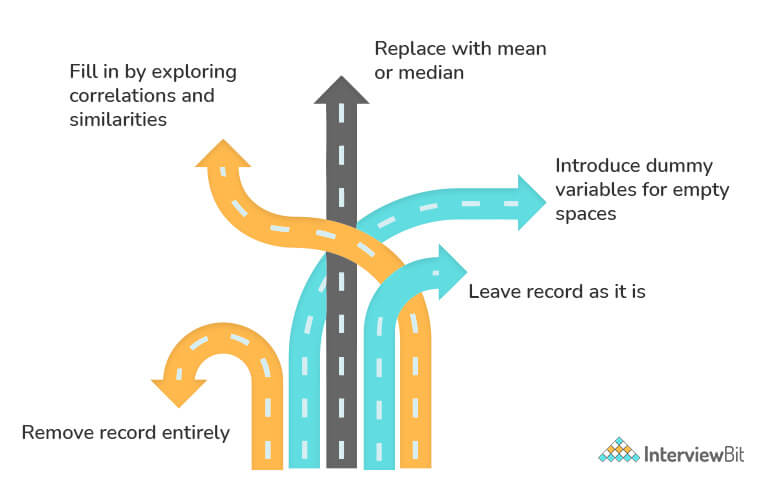 Replace with mean
or median
Fill in by exploring
correlations and
similarities
Introduce dummy
variables for empty
spaces
Leave record as it is
Remove record entirely
InterviewBit